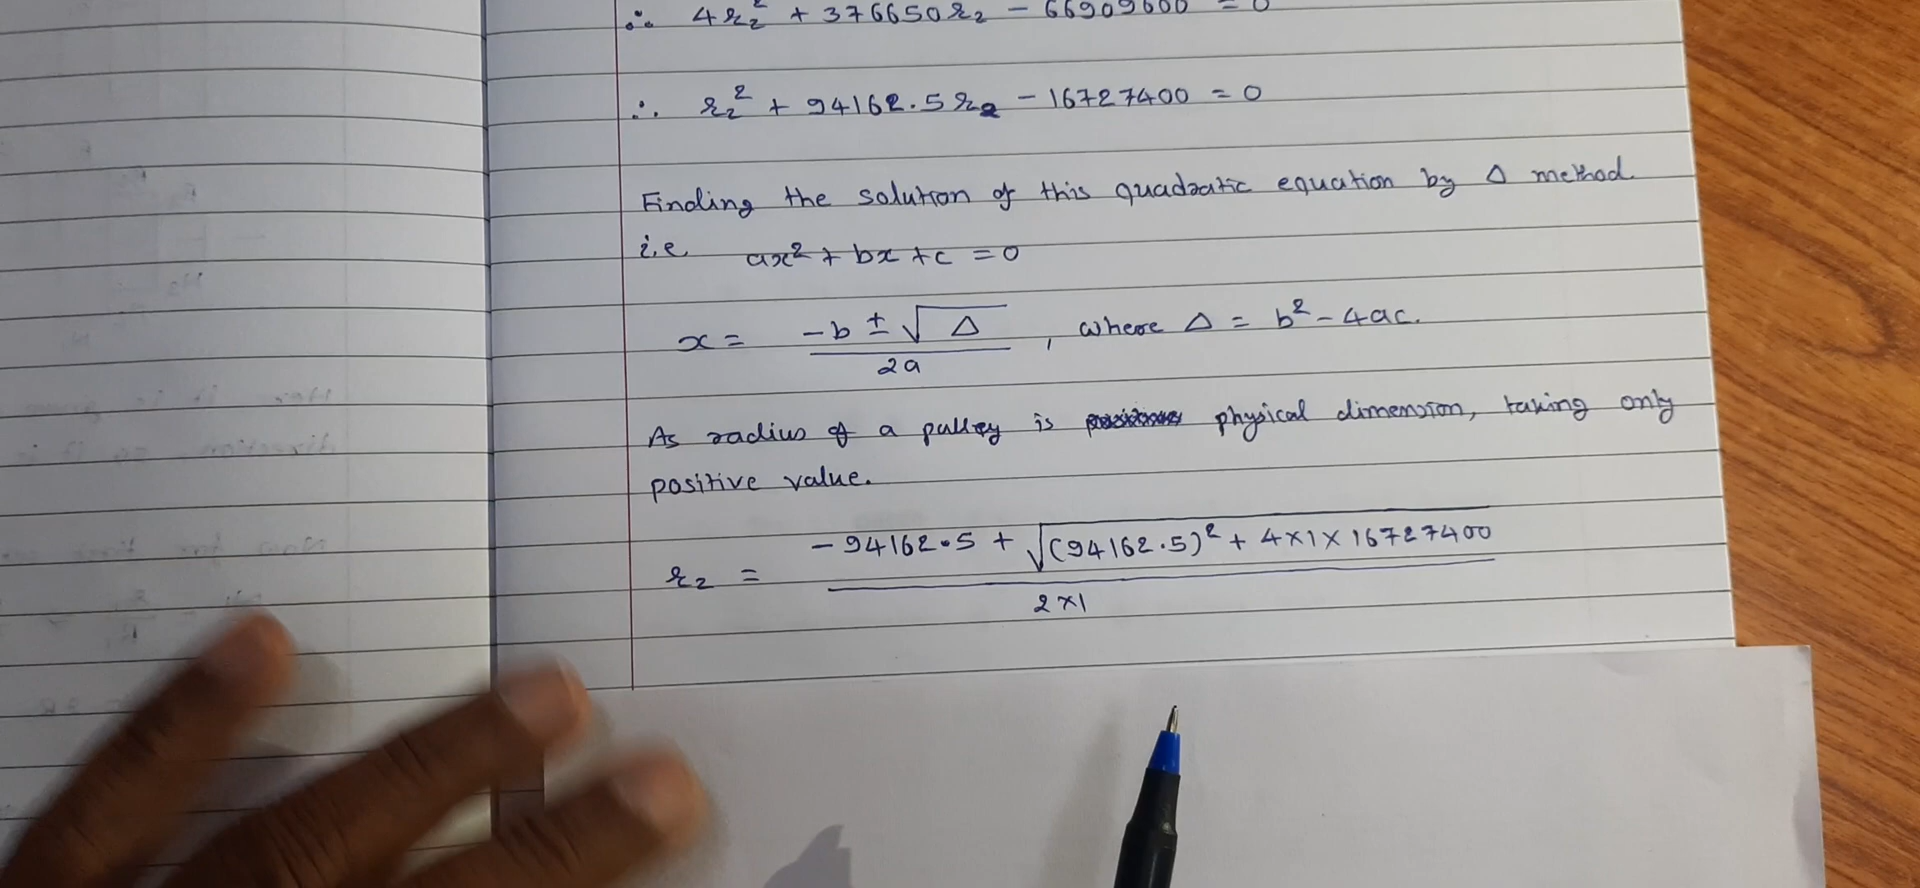 ∴ 4r₂² + 376650r₂ - 66909600 = 0
∴ r₂² + 94162.5r₂ - 16727400 = 0
Finding the solution of this quadratic equation by Δ method.
i.e. ax² + bx + c = 0
x = (-b ± √Δ) / 2a, where Δ = b² - 4ac.
As radius of a pulley is physical dimension, taking only
positive value.
r₂ = (-94162.5 + √((94162.5)² + 4×1×16727400)) / 2×1